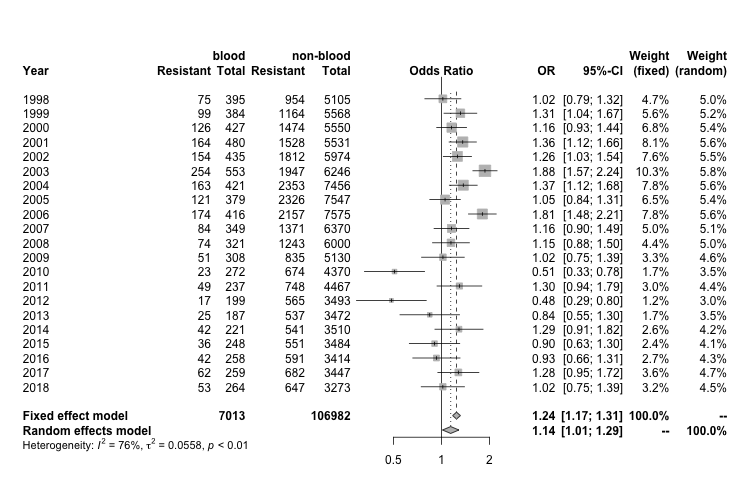 blood non-blood Weight Weight
Year Resistant Total Resistant Total Odds Ratio OR 95%-CI (fixed) (random)
1998 75 395 954 5105 1.02 [0.79; 1.32] 4.7% 5.0%
1999 99 384 1164 5568 1.31 [1.04; 1.67] 5.6% 5.2%
2000 126 427 1474 5550 1.16 [0.93; 1.44] 6.8% 5.4%
2001 164 480 1528 5531 1.36 [1.12; 1.66] 8.1% 5.6%
2002 154 435 1812 5974 1.26 [1.03; 1.54] 7.6% 5.5%
2003 254 553 1947 6246 1.88 [1.57; 2.24] 10.3% 5.8%
2004 163 421 2353 7456 1.37 [1.12; 1.68] 7.8% 5.6%
2005 121 379 2326 7547 1.05 [0.84; 1.31] 6.5% 5.4%
2006 174 416 2157 7575 1.81 [1.48; 2.21] 7.8% 5.6%
2007 84 349 1371 6370 1.16 [0.90; 1.49] 5.0% 5.1%
2008 74 321 1243 6000 1.15 [0.88; 1.50] 4.4% 5.0%
2009 51 308 835 5130 1.02 [0.75; 1.39] 3.3% 4.6%
2010 23 272 674 4370 0.51 [0.33; 0.78] 1.7% 3.5%
2011 49 237 748 4467 1.30 [0.94; 1.79] 3.0% 4.4%
2012 17 199 565 3493 0.48 [0.29; 0.80] 1.2% 3.0%
2013 25 187 537 3472 0.84 [0.55; 1.30] 1.7% 3.5%
2014 42 221 541 3510 1.29 [0.91; 1.82] 2.6% 4.2%
2015 36 248 551 3484 0.90 [0.63; 1.30] 2.4% 4.1%
2016 42 258 591 3414 0.93 [0.66; 1.31] 2.7% 4.3%
2017 62 259 682 3447 1.28 [0.95; 1.72] 3.6% 4.7%
2018 53 264 647 3273 1.02 [0.75; 1.39] 3.2% 4.5%
Fixed effect model 7013 106982 1.24 [1.17; 1.31] 100.0% --
Random effects model 1.14 [1.01; 1.29] -- 100.0%
Heterogeneity: I² = 76%, τ² = 0.0558, p < 0.01
0.5 1 2